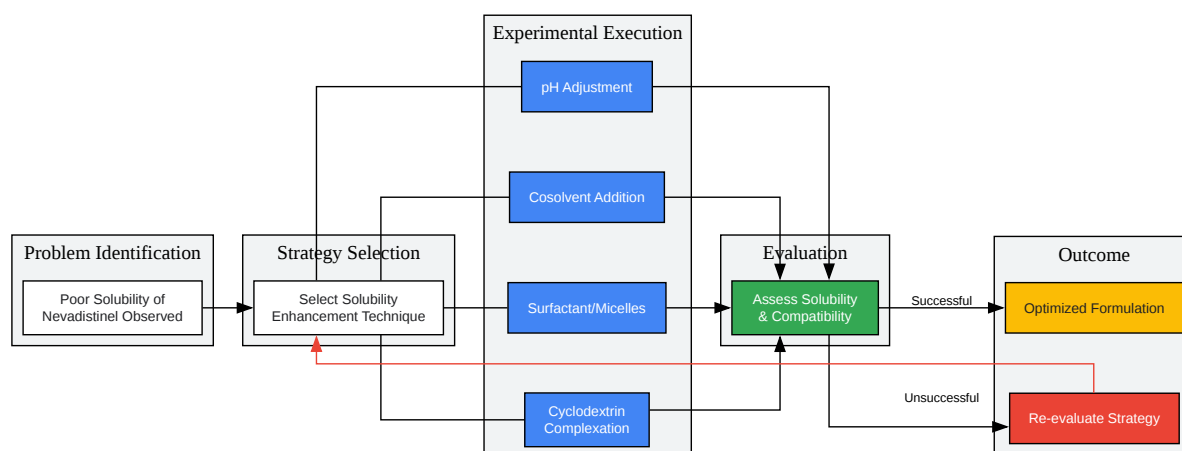 Experimental Execution
pH Adjustment
Cosolvent Addition
Problem Identification
Strategy Selection
Evaluation
Outcome
Poor Solubility of
Nevadistinel Observed
Select Solubility
Enhancement Technique
Surfactant/Micelles
Assess Solubility
& Compatibility
Successful
Optimized Formulation
Unsuccessful
Cyclodextrin
Complexation
Re-evaluate Strategy